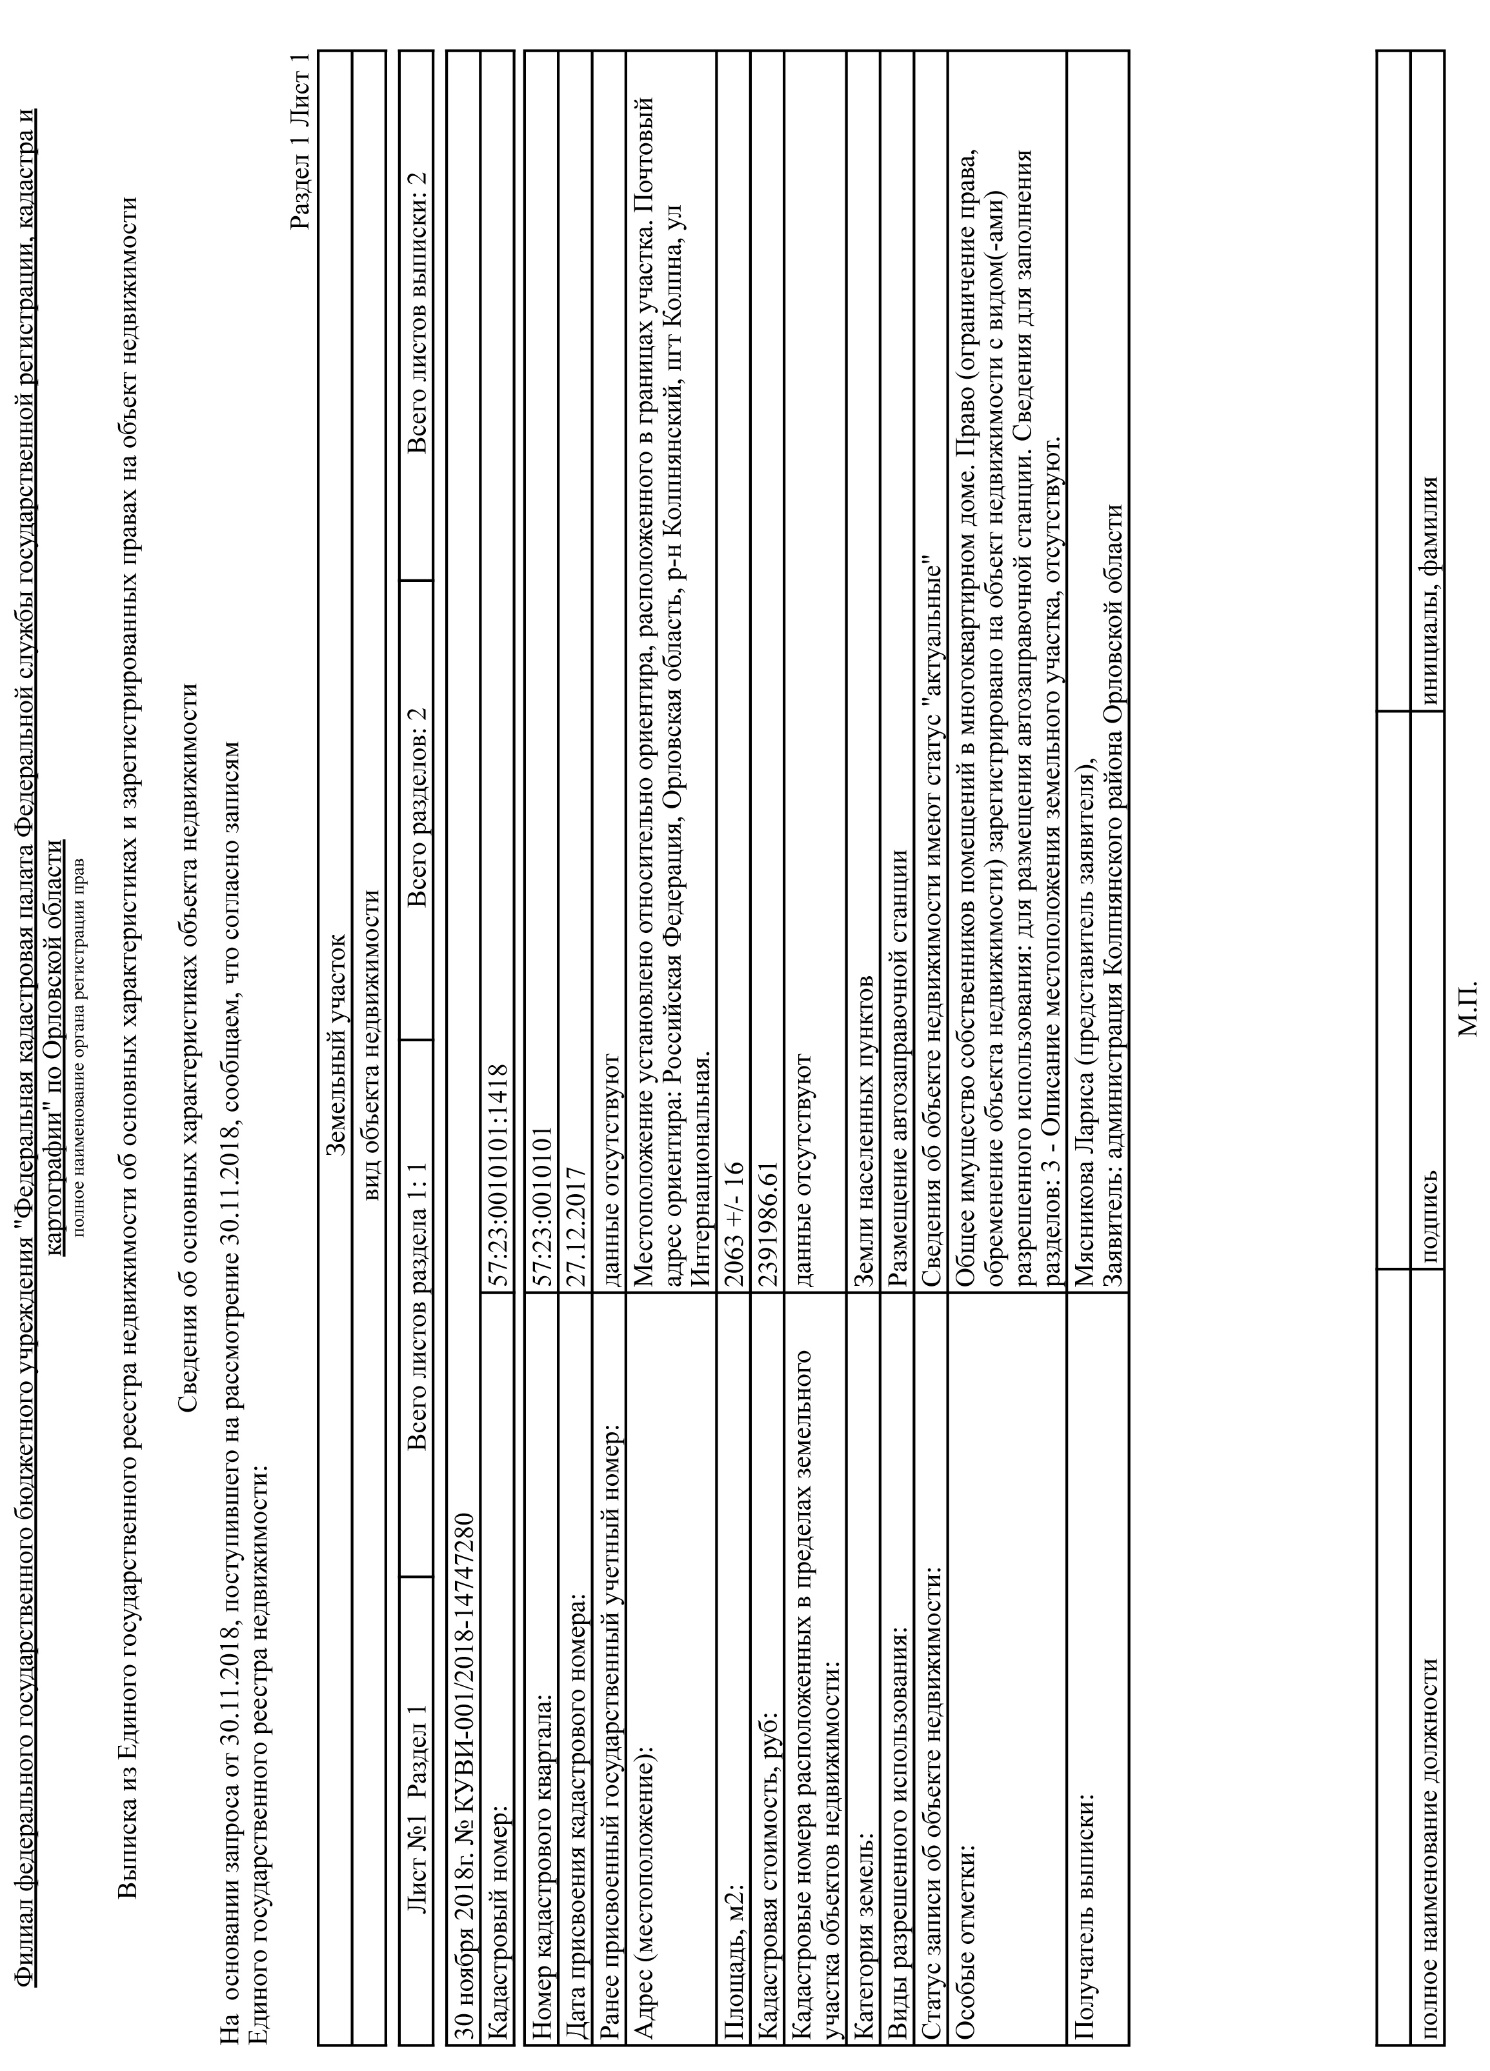 Филиал федерального государственного бюджетного учреждения "Федеральная кадастровая палата Федеральной службы государственной регистрации, кадастра и
картографии" по Орловской области
полное наименование органа регистрации прав
Выписка из Единого государственного реестра недвижимости об основных характеристиках и зарегистрированных правах на объект недвижимости
Сведения об основных характеристиках объекта недвижимости
На основании запроса от 30.11.2018, поступившего на рассмотрение 30.11.2018, сообщаем, что согласно записям
Единого государственного реестра недвижимости:
Раздел 1 Лист 1
Земельный участок
вид объекта недвижимости
Лист №1 Раздел 1 Всего листов раздела 1: 1 Всего разделов: 2 Всего листов выписки: 2
30 ноября 2018г. № КУВИ-001/2018-14747280
Кадастровый номер: 57:23:0010101:1418
Номер кадастрового квартала: 57:23:0010101
Дата присвоения кадастрового номера: 27.12.2017
Ранее присвоенный государственный учетный номер: данные отсутствуют
Адрес (местоположение): Местоположение установлено относительно ориентира, расположенного в границах участка. Почтовый
адрес ориентира: Российская Федерация, Орловская область, р-н Колпнянский, пгт Колпна, ул
Интернациональная.
Площадь, м2: 2063 +/- 16
Кадастровая стоимость, руб: 2391986.61
Кадастровые номера расположенных в пределах земельного данные отсутствуют
участка объектов недвижимости:
Категория земель: Земли населенных пунктов
Виды разрешенного использования: Размещение автозаправочной станции
Статус записи об объекте недвижимости: Сведения об объекте недвижимости имеют статус "актуальные"
Особые отметки: Общее имущество собственников помещений в многоквартирном доме. Право (ограничение права,
обременение объекта недвижимости) зарегистрировано на объект недвижимости с видом(-ами)
разрешенного использования: для размещения автозаправочной станции. Сведения для заполнения
разделов: 3 - Описание местоположения земельного участка, отсутствуют.
Получатель выписки: Мясникова Лариса (представитель заявителя),
Заявитель: администрация Колпнянского района Орловской области
полное наименование должности подпись инициалы, фамилия
М.П.